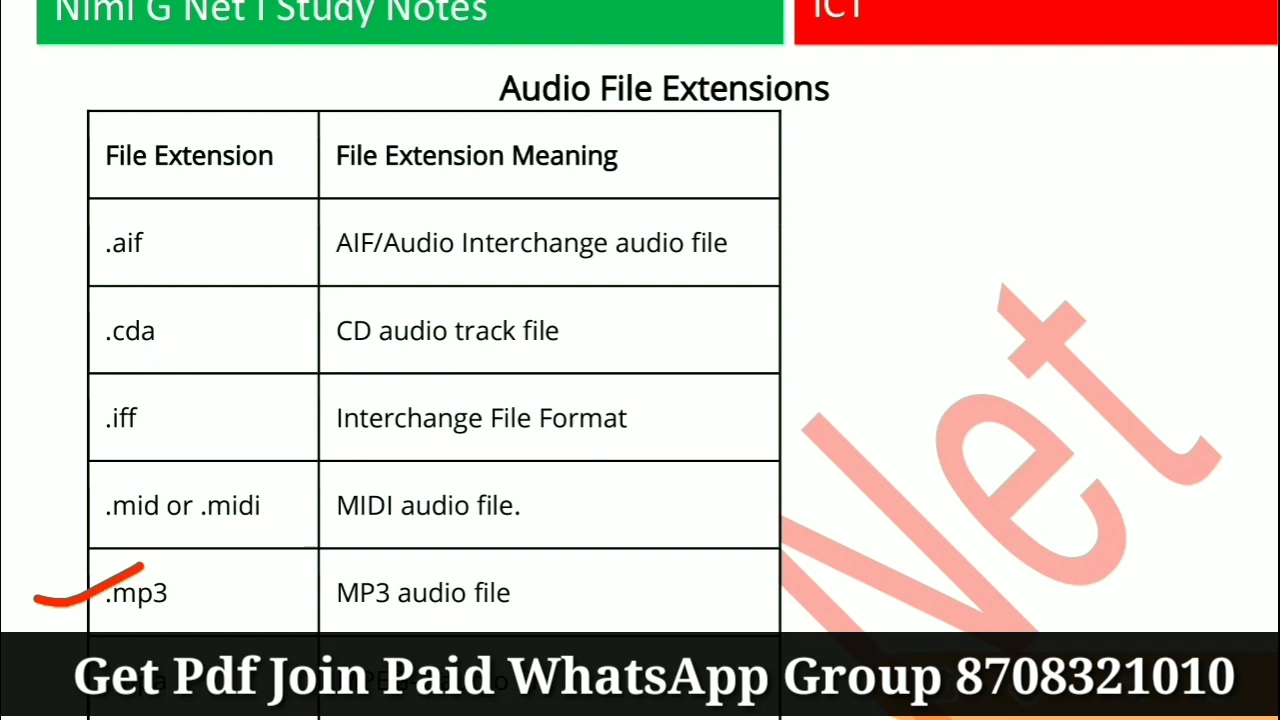 Nimi G Net I Study Notes
ICT
Audio File Extensions
File Extension File Extension Meaning
.aif AIF/Audio Interchange audio file
.cda CD audio track file
.iff Interchange File Format
.mid or .midi MIDI audio file.
.mp3 MP3 audio file
Net
Get Pdf Join Paid WhatsApp Group 8708321010